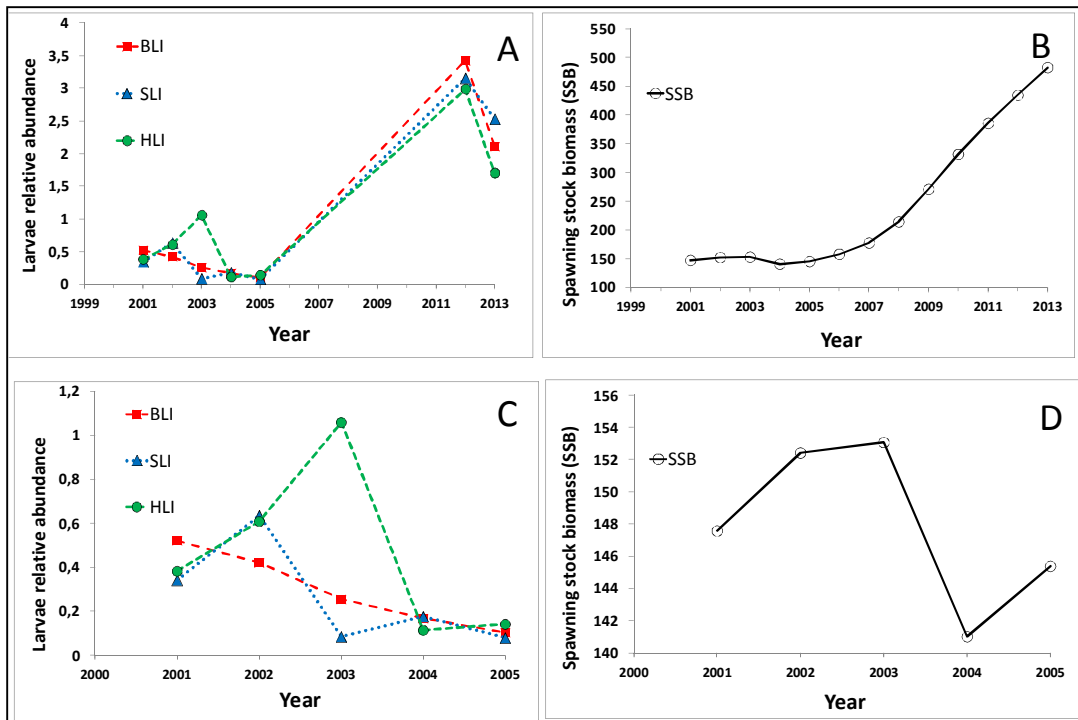 A
Larvae relative abundance
4
3,5
3
2,5
2
1,5
1
0,5
0
BLI
SLI
HLI
1999 2001 2003 2005 2007 2009 2011 2013
Year
B
Spawning stock biomass (SSB)
550
500
450
400
350
300
250
200
150
100
SSB
1999 2001 2003 2005 2007 2009 2011 2013
Year
C
Larvae relative abundance
1,2
1
0,8
0,6
0,4
0,2
0
BLI
SLI
HLI
2000 2001 2002 2003 2004 2005
Year
D
Spawning stock biomass (SSB)
156
154
152
150
148
146
144
142
140
SSB
2000 2001 2002 2003 2004 2005
Year